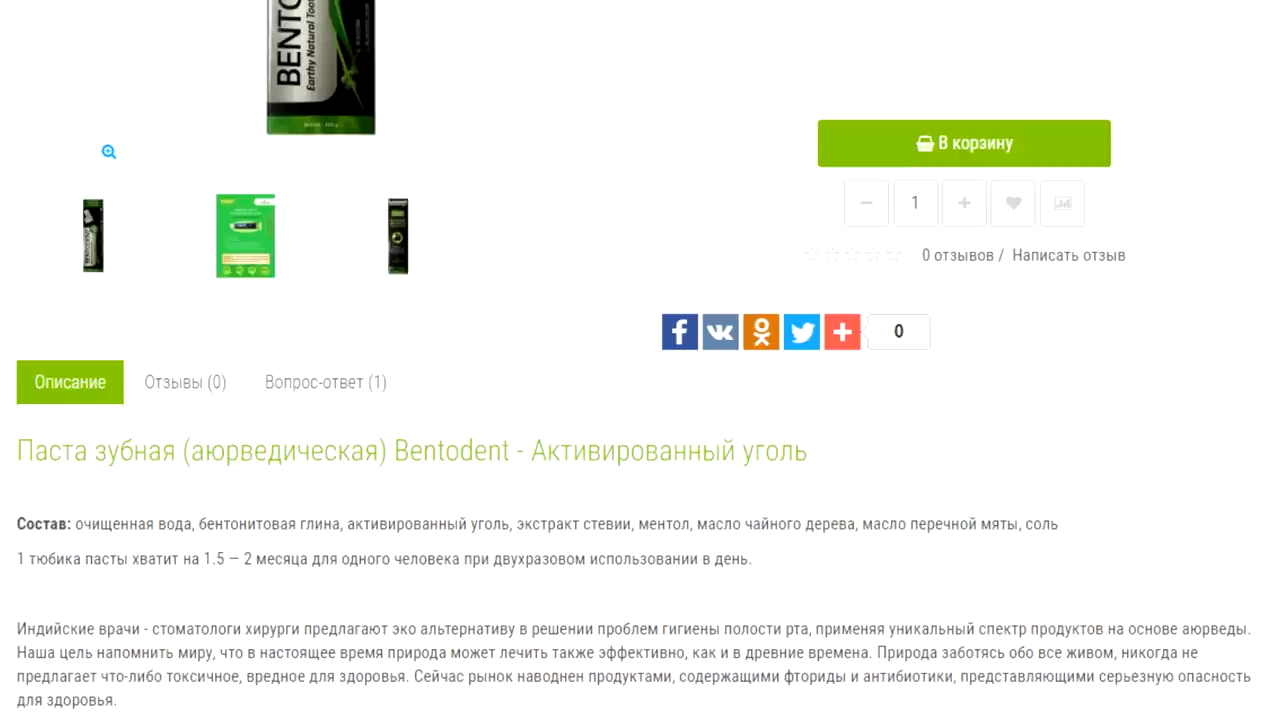 BENTO
Earthy Natural Too
В корзину
1
0 отзывов / Написать отзыв
0
Описание
Отзывы (0)
Вопрос-ответ (1)
Паста зубная (аюрведическая) Bentodent - Активированный уголь
Состав: очищенная вода, бентонитовая глина, активированный уголь, экстракт стевии, ментол, масло чайного дерева, масло перечной мяты, соль
1 тюбика пасты хватит на 1.5 — 2 месяца для одного человека при двухразовом использовании в день.
Индийские врачи - стоматологи хирурги предлагают эко альтернативу в решении проблем гигиены полости рта, применяя уникальный спектр продуктов на основе аюрведы.
Наша цель напомнить миру, что в настоящее время природа может лечить также эффективно, как и в древние времена. Природа заботясь обо все живом, никогда не
предлагает что-либо токсичное, вредное для здоровья. Сейчас рынок наводнен продуктами, содержащими фториды и антибиотики, представляющими серьезную опасность
для здоровья.